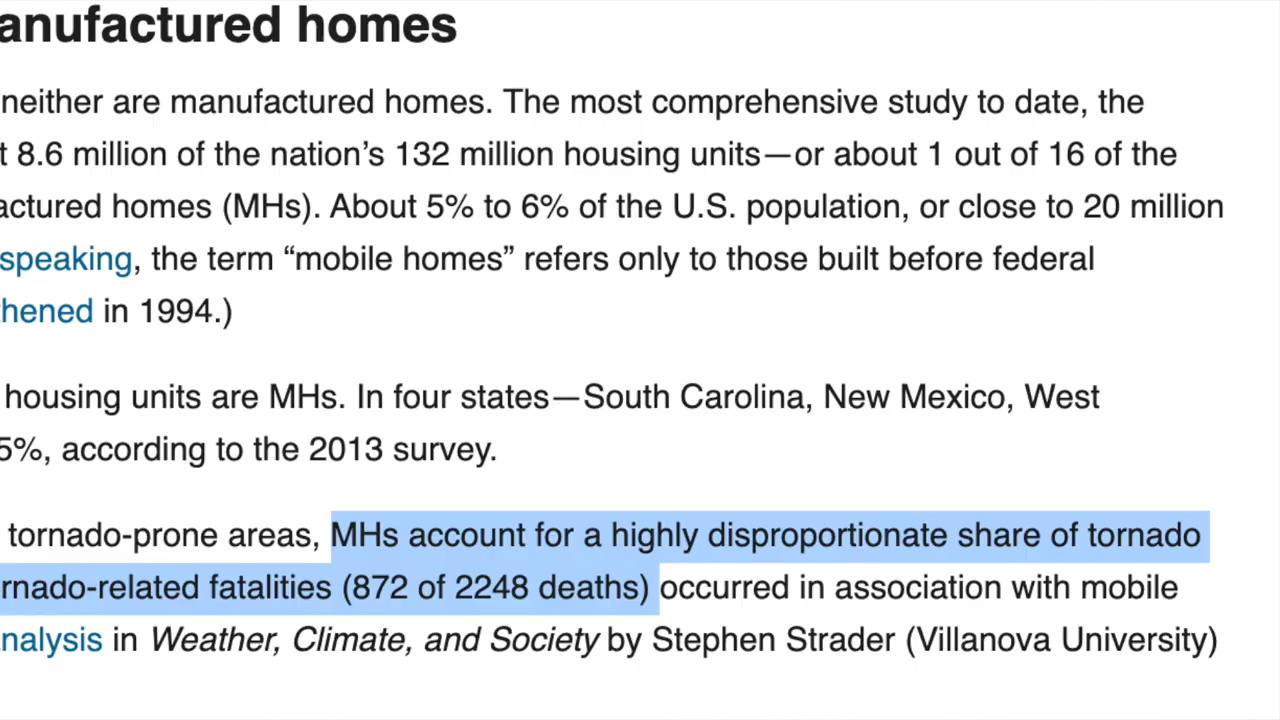 anufactured homes
neither are manufactured homes. The most comprehensive study to date, the
t 8.6 million of the nation’s 132 million housing units—or about 1 out of 16 of the
actured homes (MHs). About 5% to 6% of the U.S. population, or close to 20 million
speaking, the term “mobile homes” refers only to those built before federal
thened in 1994.)
housing units are MHs. In four states—South Carolina, New Mexico, West
5%, according to the 2013 survey.
tornado-prone areas, MHs account for a highly disproportionate share of tornado
rnado-related fatalities (872 of 2248 deaths) occurred in association with mobile
nalysis in Weather, Climate, and Society by Stephen Strader (Villanova University)